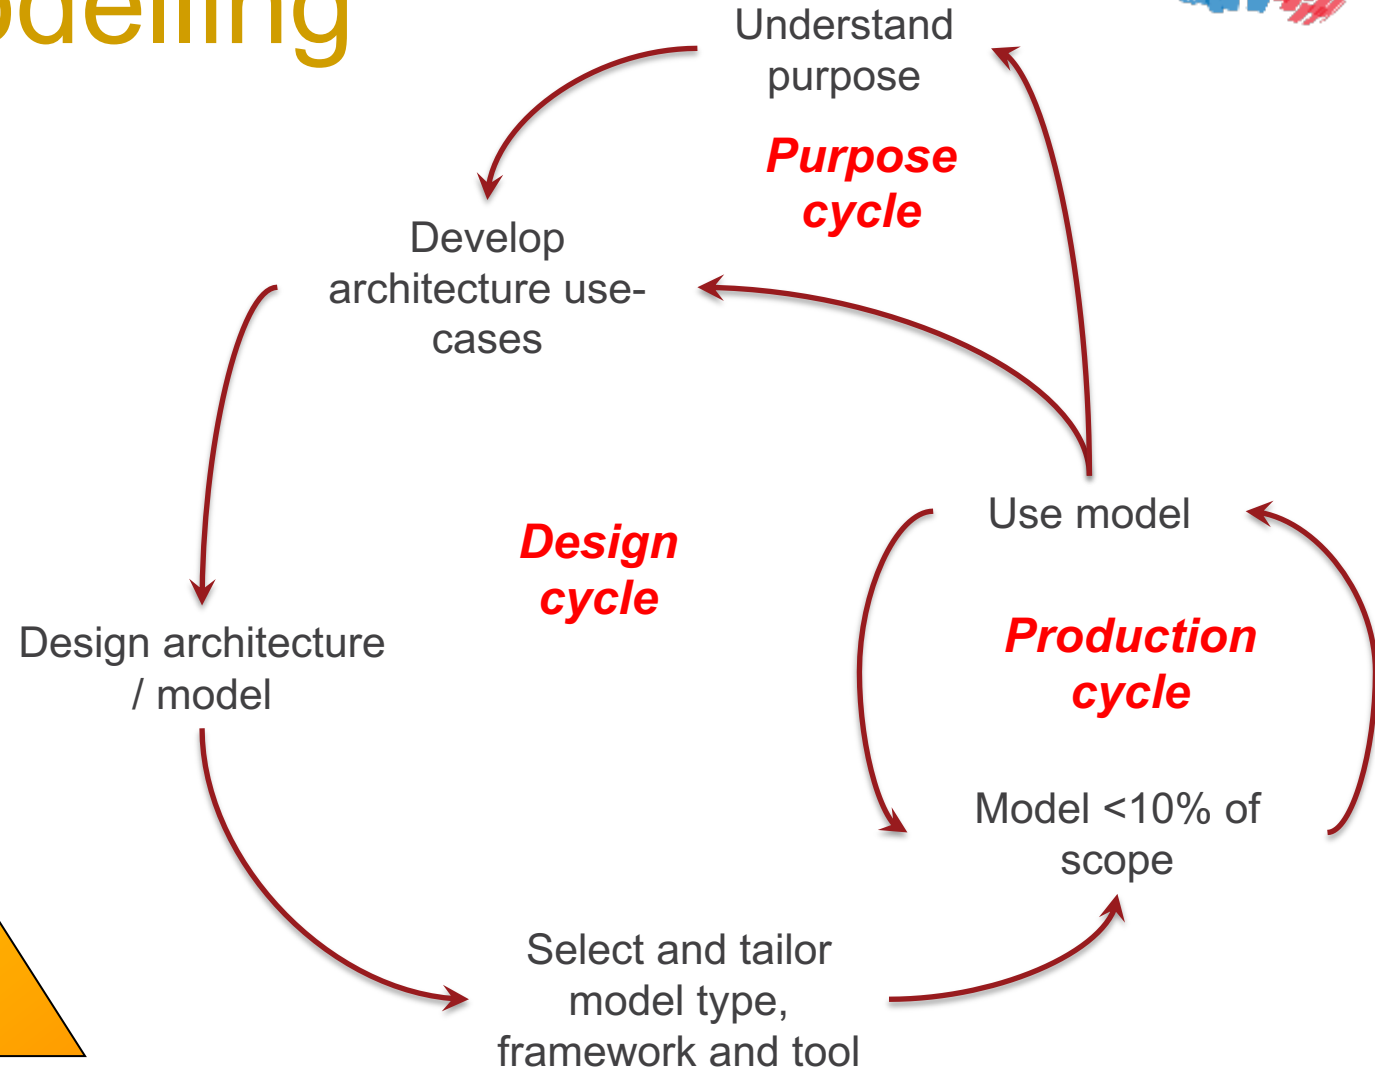 odelling
Understand
purpose
Purpose
cycle
Develop
architecture use-
cases
Use model
Design
cycle
Production
cycle
Design architecture
/ model
Model <10% of
scope
Select and tailor
model type,
framework and tool